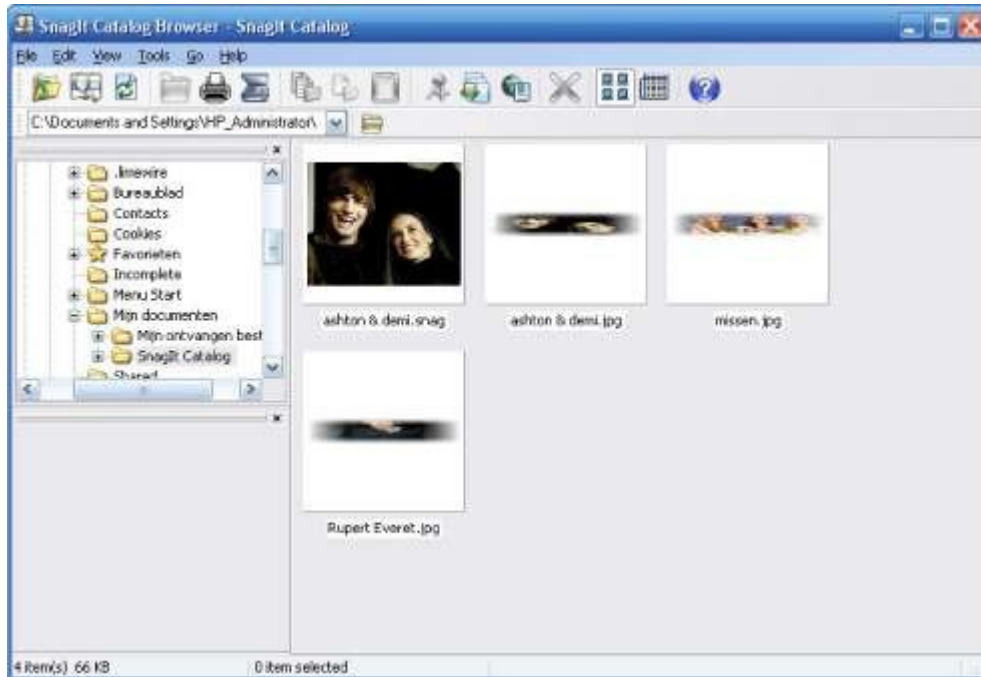 SnagIt Catalog Browser - SnagIt Catalog
File Edit View Tools Go Help
C:\Documents and Settings\HP_Administrator\
.limewire
Bureaublad
Contacts
Cookies
Favorieten
Incomplete
Menu Start
Mijn documenten
Mijn ontvangen best
SnagIt Catalog
Shared
ashton & demi.snag
ashton & demi.jpg
missen.jpg
Rupert Everet.jpg
4 item(s) 66 KB
0 item selected